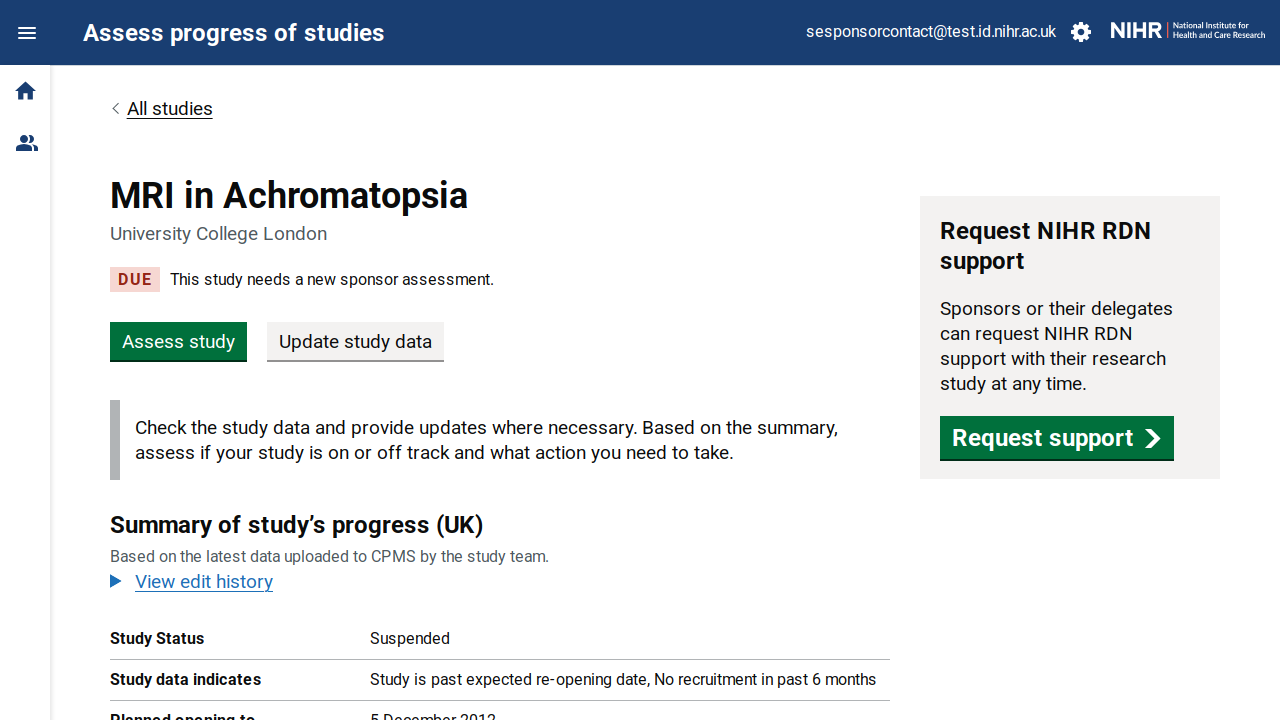 Assess progress of studies
sesponsorcontact@test.id.nihr.ac.uk
NIHR
National Institute for
Health and Care Research
All studies
MRI in Achromatopsia
University College London
DUE
This study needs a new sponsor assessment.
Assess study
Update study data
Check the study data and provide updates where necessary. Based on the summary,
assess if your study is on or off track and what action you need to take.
Summary of study’s progress (UK)
Based on the latest data uploaded to CPMS by the study team.
View edit history
Study Status
Suspended
Study data indicates
Study is past expected re-opening date, No recruitment in past 6 months
Planned opening to
5 December 2012
Request NIHR RDN
support
Sponsors or their delegates
can request NIHR RDN
support with their research
study at any time.
Request support